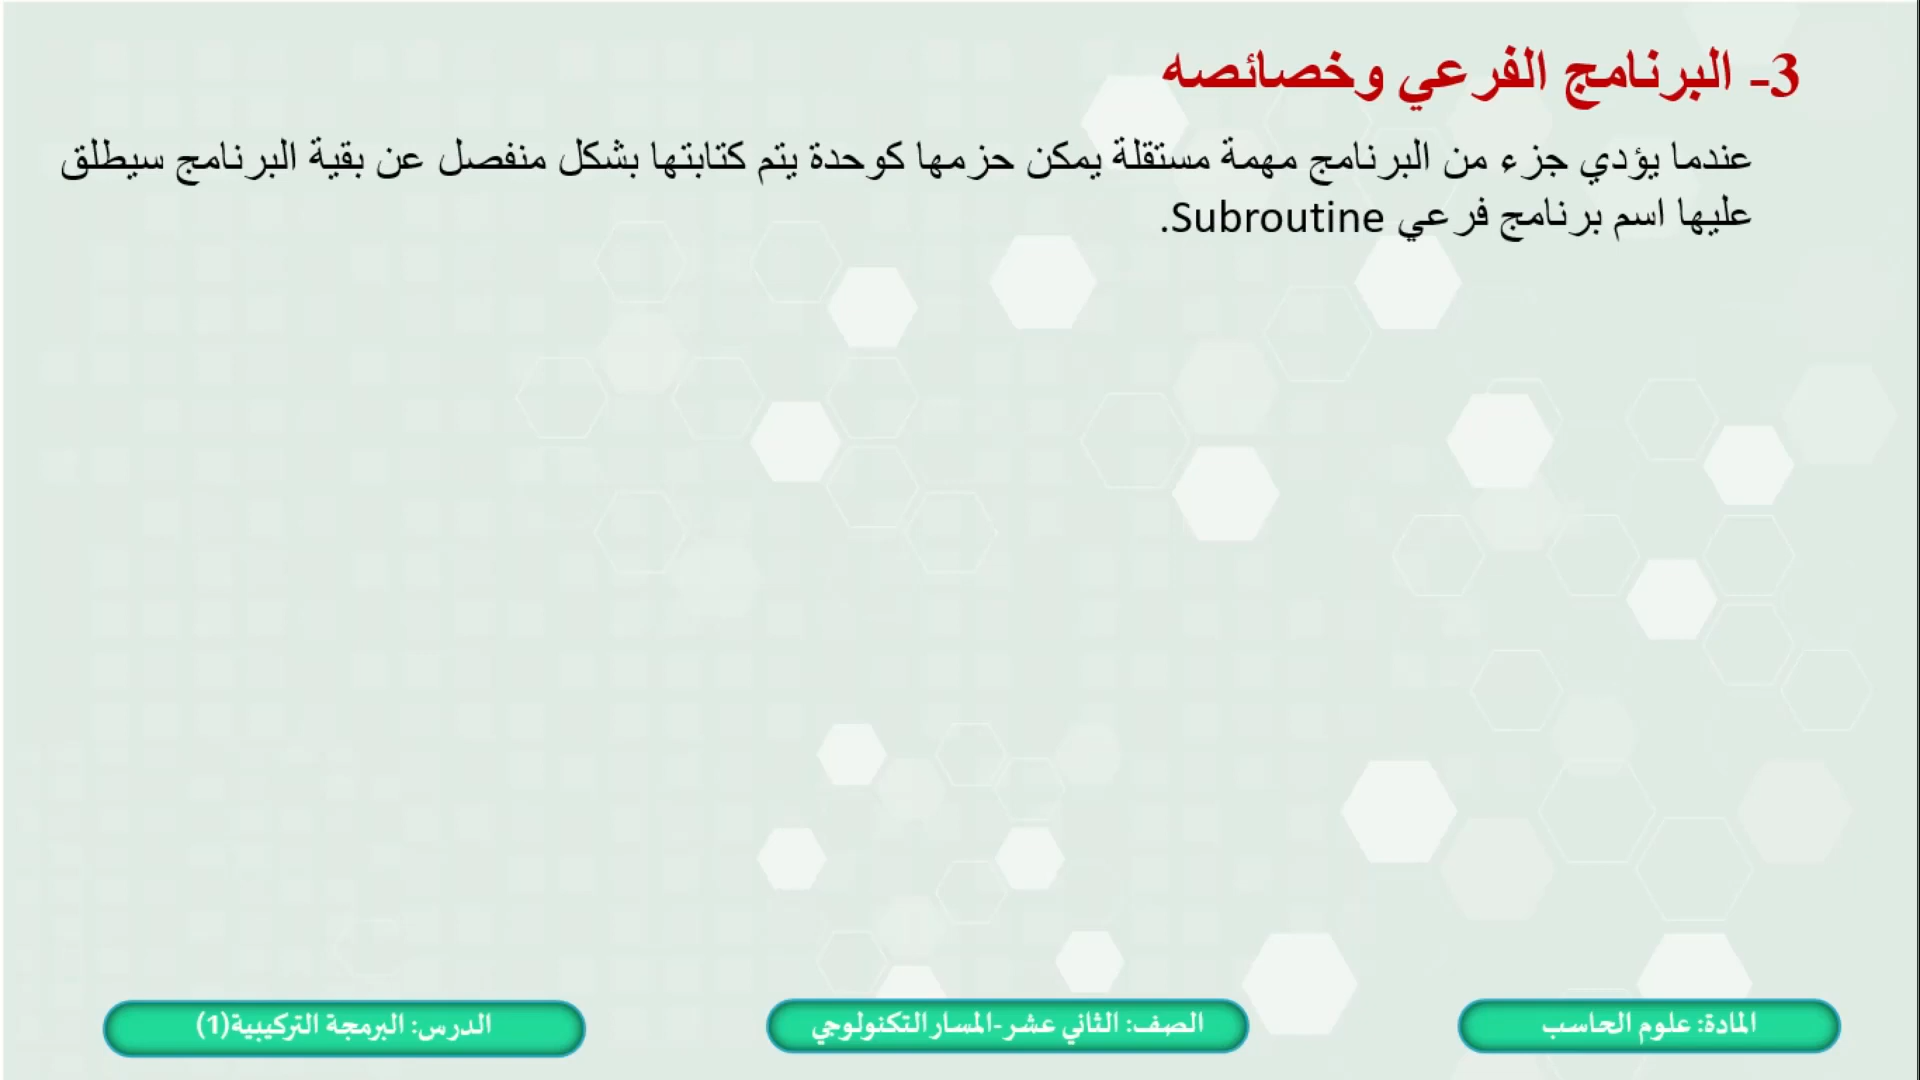 3- البرنامج الفرعي وخصائصه
عندما يؤدي جزء من البرنامج مهمة مستقلة يمكن حزمها كوحدة يتم كتابتها بشكل منفصل عن بقية البرنامج سيطلق
عليها اسم برنامج فرعي Subroutine.
المادة: علوم الحاسب
الصف: الثاني عشر-المسار التكنولوجي
الدرس: البرمجة التركيبية(1)